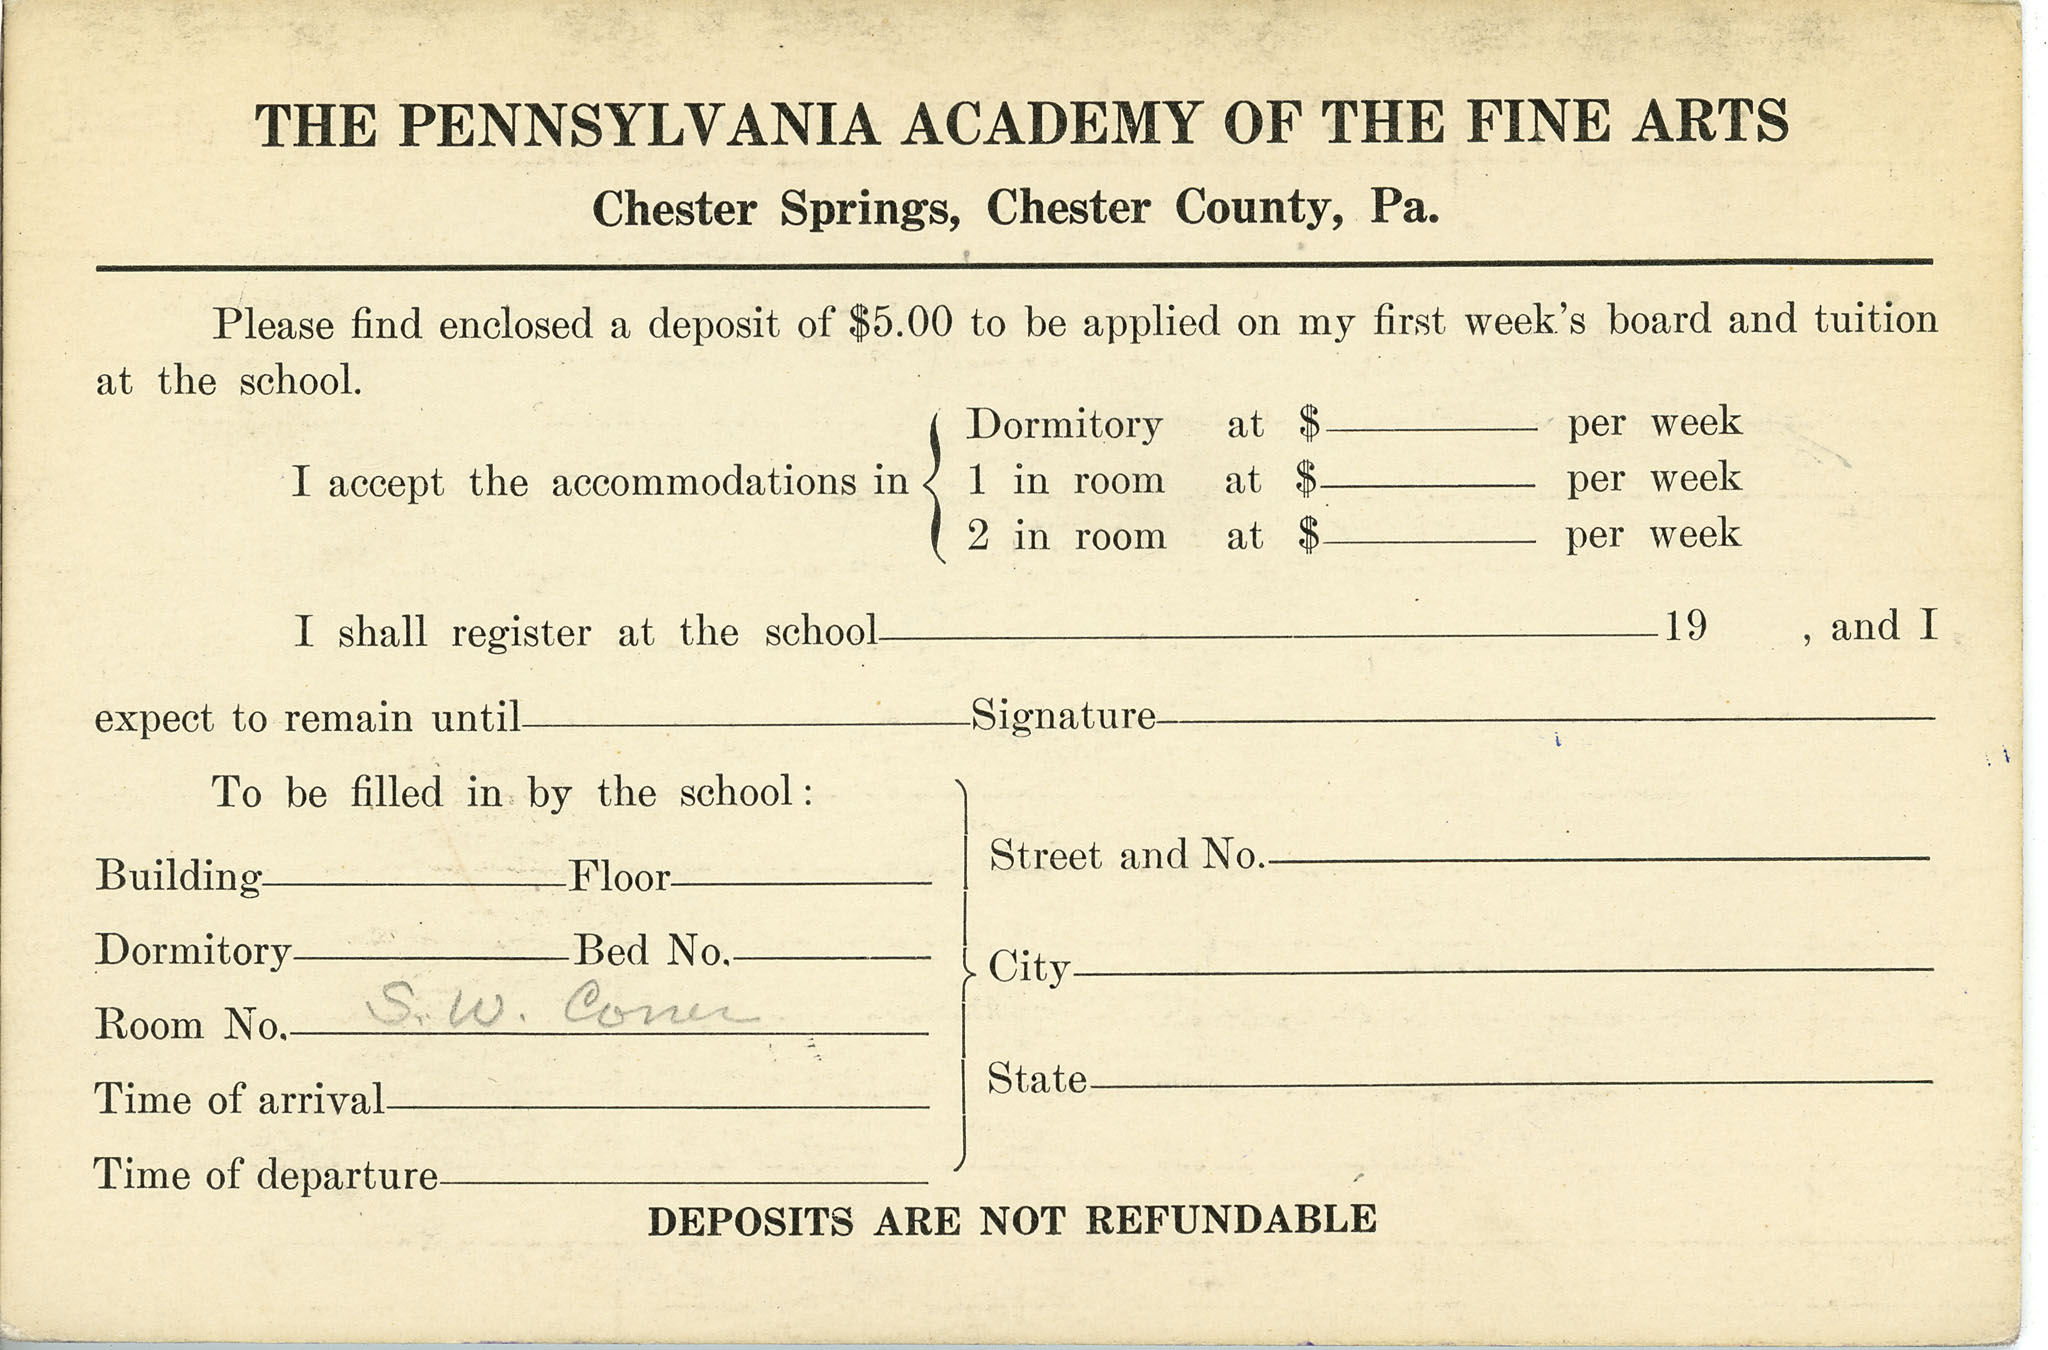 THE PENNSYLVANIA ACADEMY OF THE FINE ARTS
Chester Springs, Chester County, Pa.
Please find enclosed a deposit of $5.00 to be applied on my first week's board and tuition
at the school.
I accept the accommodations in
Dormitory at $ per week
1 in room at $ per week
2 in room at $ per week
I shall register at the school 19 , and I
expect to remain until Signature
To be filled in by the school:
Building Floor
Dormitory Bed No.
Room No. S. W. Corner
Time of arrival
Time of departure
Street and No.
City
State
DEPOSITS ARE NOT REFUNDABLE